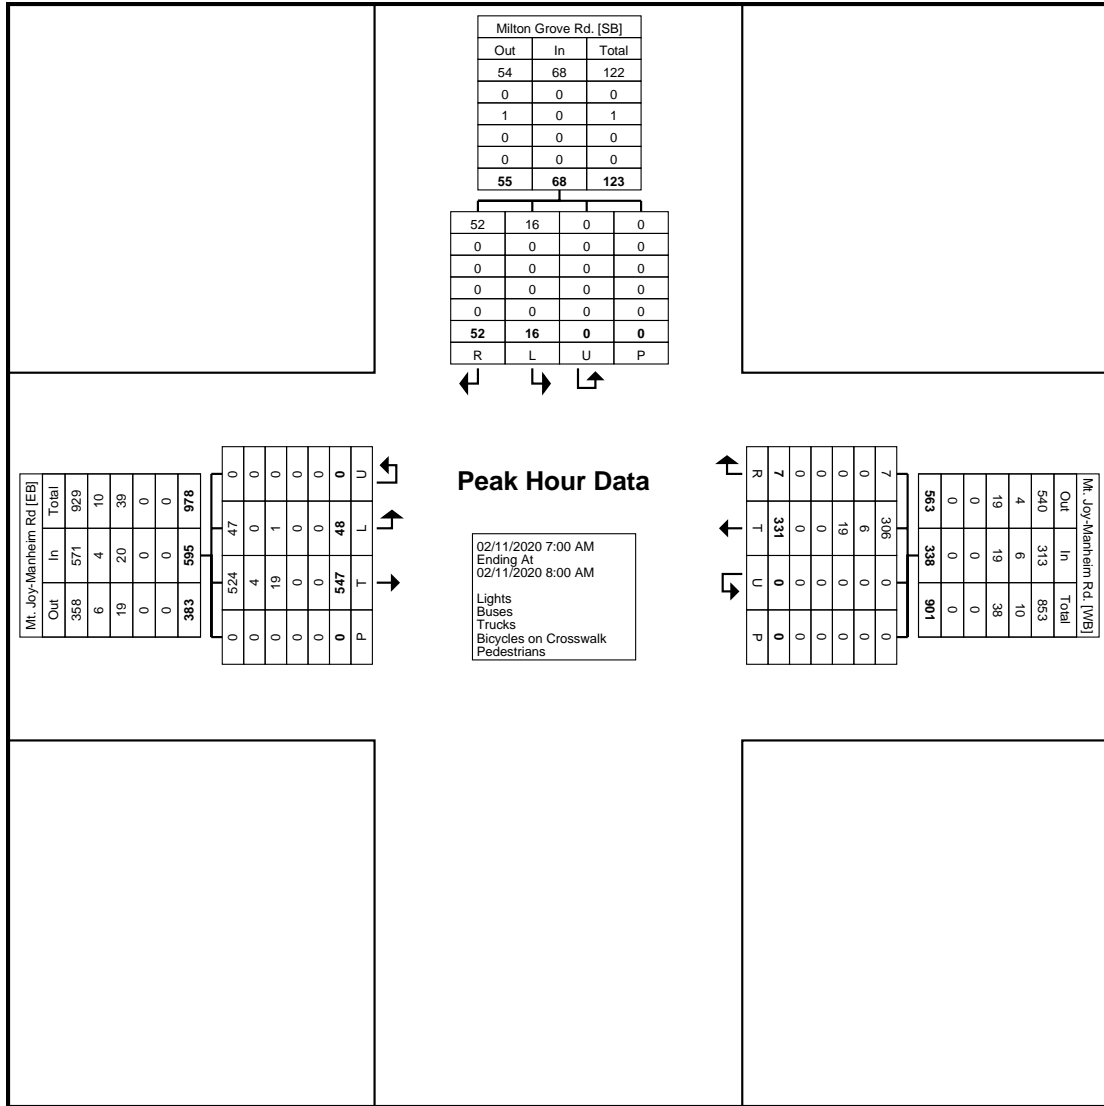 Milton Grove Rd. [SB]
Out In Total
54 68 122
0 0 0
1 0 1
0 0 0
0 0 0
55 68 123
52 16 0 0
0 0 0 0
0 0 0 0
0 0 0 0
0 0 0 0
52 16 0 0
R L U P
Mt. Joy-Manheim Rd [EB]
Out In Total
358 571 929
6 4 10
19 20 39
0 0 0
0 0 0
383 595 978
0 47 524 0
0 0 4 0
0 1 19 0
0 0 0 0
0 0 0 0
0 48 547 0
U L T P
Peak Hour Data
02/11/2020 7:00 AM
Ending At
02/11/2020 8:00 AM
Lights
Buses
Trucks
Bicycles on Crosswalk
Pedestrians
Mt. Joy-Manheim Rd. [WB]
Out In Total
540 313 853
4 6 10
19 19 38
0 0 0
0 0 0
563 338 901
7 306 0 0
0 6 0 0
0 19 0 0
0 0 0 0
0 0 0 0
7 331 0 0
R T U P